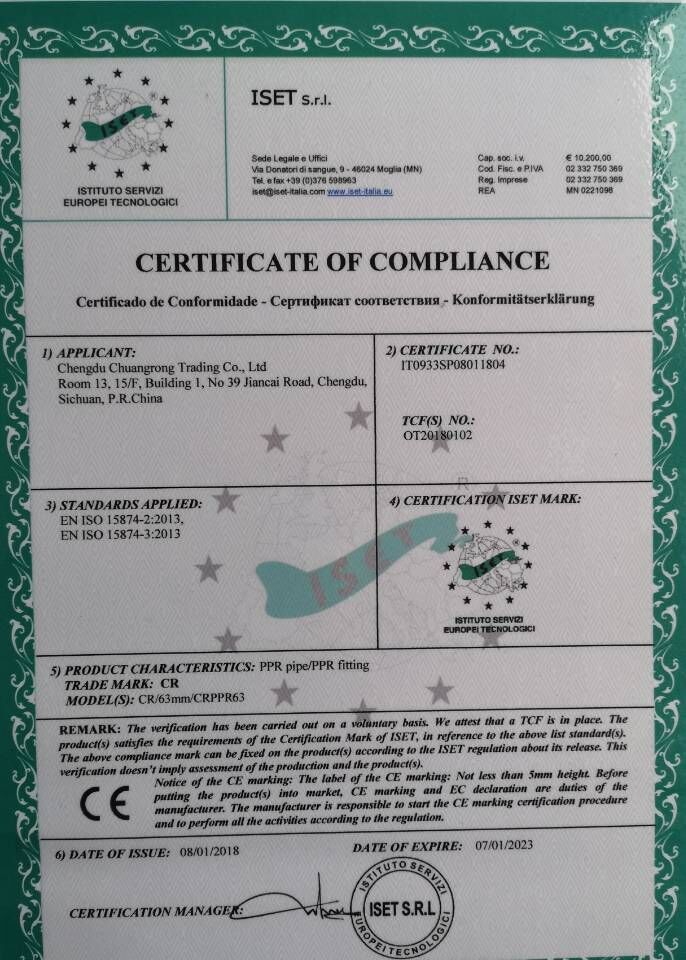 ISET
ISTITUTO SERVIZI
EUROPEI TECNOLOGICI
ISET S.r.l.
Sede Legale e Uffici
Via Donatori di sangue, 9 - 46024 Moglia (MN)
Tel. e fax +39 (0)376 598963
iset@iset-italia.com www.iset-italia.eu
Cap. soc. i.v. € 10.200,00
Cod. Fisc. e P.IVA 02 332 750 369
Reg. Imprese 02 332 750 369
REA MN 0221098
CERTIFICATE OF COMPLIANCE
Certificado de Conformidade - Сертификат соответствия - Konformitätserklärung
1) APPLICANT:
Chengdu Chuangrong Trading Co., Ltd
Room 13, 15/F, Building 1, No 39 Jiancai Road, Chengdu,
Sichuan, P.R.China
2) CERTIFICATE NO.:
IT0933SP08011804
TCF(S) NO.:
OT20180102
3) STANDARDS APPLIED:
EN ISO 15874-2:2013,
EN ISO 15874-3:2013
4) CERTIFICATION ISET MARK:
ISET
ISTITUTO SERVIZI
EUROPEI TECNOLOGICI
ISET
R
5) PRODUCT CHARACTERISTICS: PPR pipe/PPR fitting
TRADE MARK: CR
MODEL(S): CR/63mm/CRPPR63
REMARK: The verification has been carried out on a voluntary basis. We attest that a TCF is in place. The
product(s) satisfies the requirements of the Certification Mark of ISET, in reference to the above list standard(s).
The above compliance mark can be fixed on the product(s) according to the ISET regulation about its release. This
verification doesn't imply assessment of the production and the product(s).
Notice of the CE marking: The label of the CE marking: Not less than 5mm height. Before
putting the product(s) into market, CE marking and EC declaration are duties of the
manufacturer. The manufacturer is responsible to start the CE marking certification procedure
and to perform all the activities according to the regulation.
CE
6) DATE OF ISSUE: 08/01/2018
DATE OF EXPIRE: 07/01/2023
CERTIFICATION MANAGER:
ISTITUTO SERVIZI
ISET S.R.L
EUROPEI TECNOLOGICI